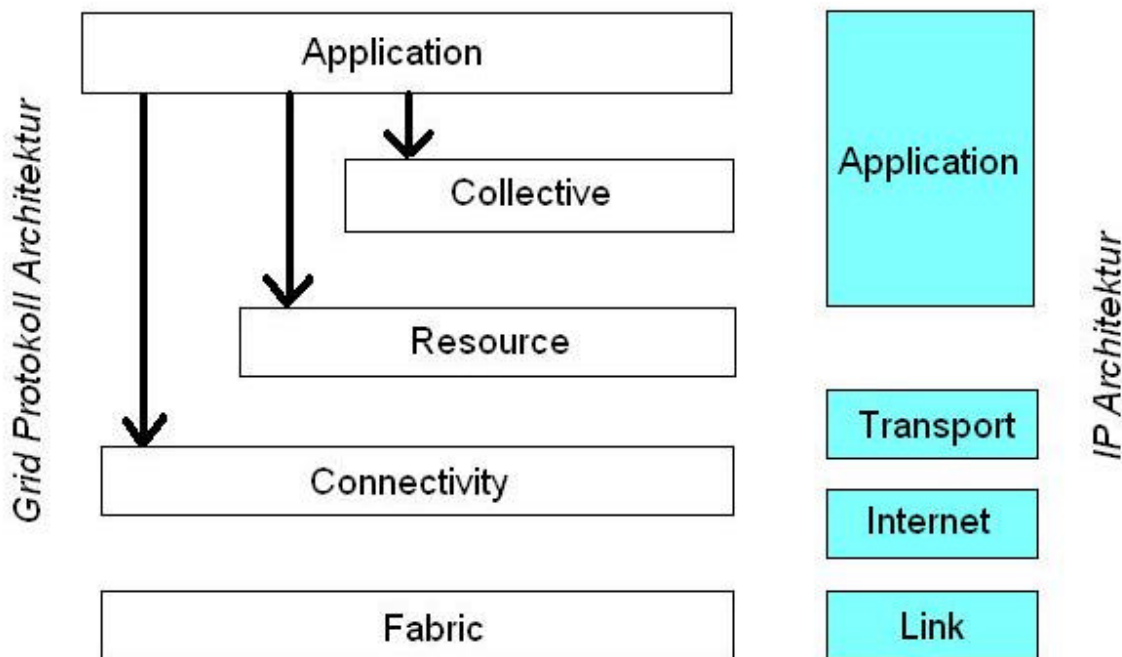 Grid Protokoll Architektur
Application
Collective
Resource
Connectivity
Fabric
Application
Transport
Internet
Link
IP Architektur